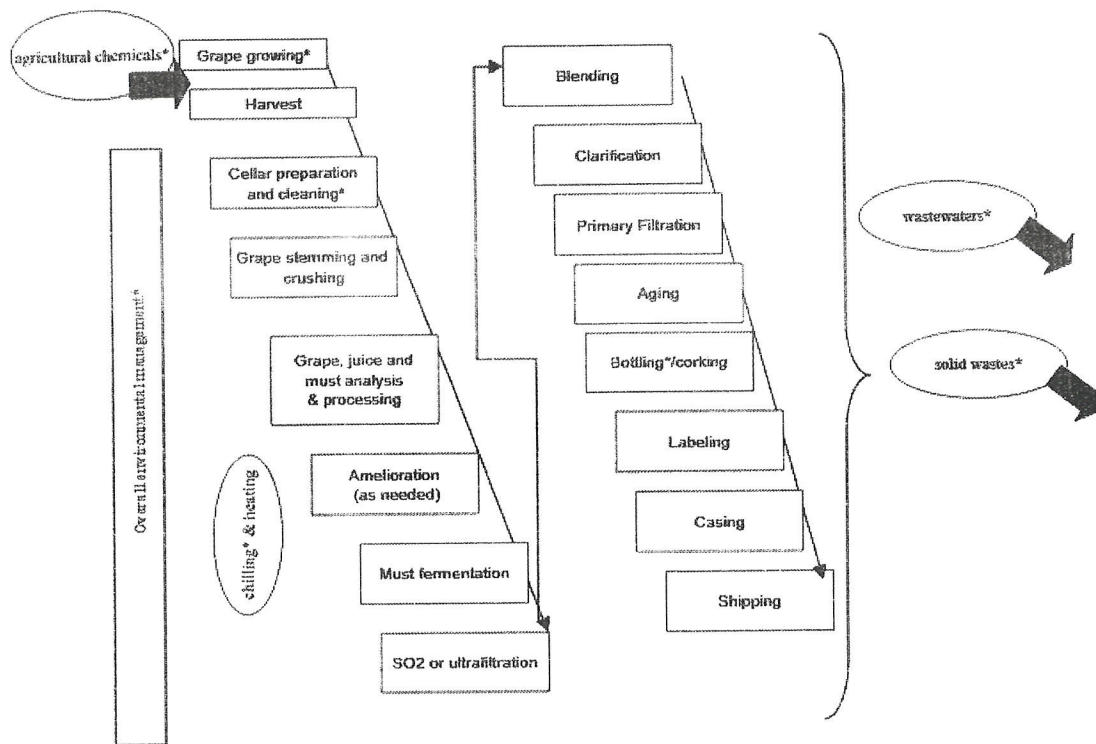 agricultural chemicals*
Grape growing*
Harvest
Cellar preparation
and cleaning*
Grape stemming and
crushing
Grape, juice and
must analysis
& processing
Amelioration
(as needed)
Must fermentation
SO2 or ultrafiltration
Overall environmental management*
chilling* & heating
Blending
Clarification
Primary Filtration
Aging
Bottling*/corking
Labeling
Casing
Shipping
wastewaters*
solid wastes*